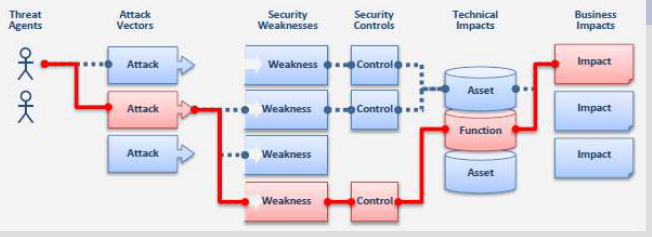 Threat
Agents
Attack
Vectors
Security
Weaknesses
Security
Controls
Technical
Impacts
Business
Impacts
Attack
Weakness
Control
Impact
Asset
Attack
Weakness
Control
Impact
Function
Attack
Weakness
Impact
Asset
Weakness
Control